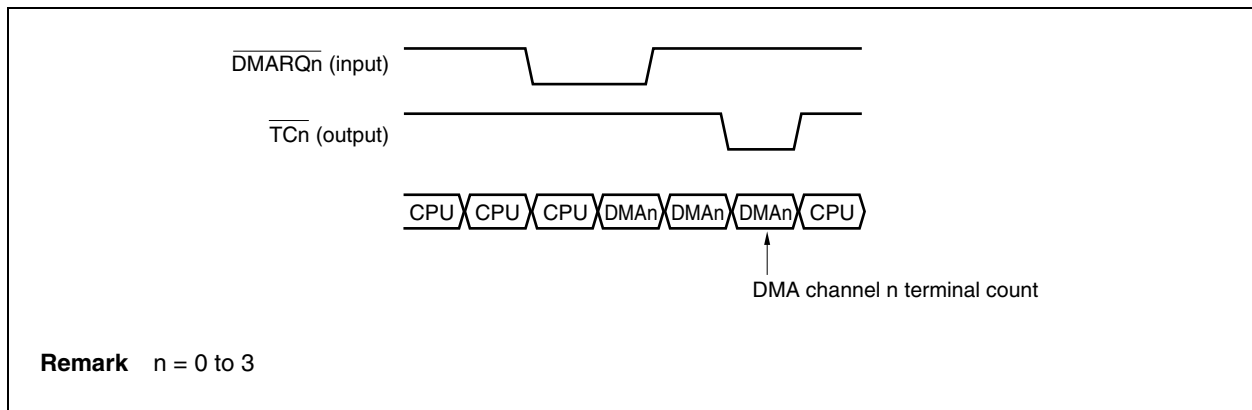 DMARQn (input)
TCn (output)
CPU CPU CPU DMAn DMAn DMAn CPU
DMA channel n terminal count
Remark n = 0 to 3